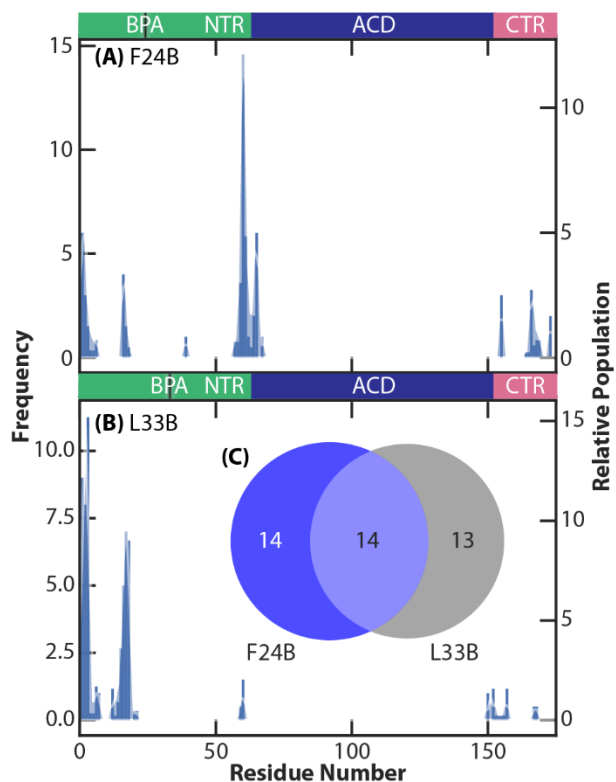 BPA NTR ACD CTR
(A) F24B
15
10
5
0
10
5
0
BPA NTR ACD CTR
(B) L33B
10.0
7.5
5.0
2.5
0.0
15
10
5
0
(C)
14 14 13
F24B L33B
0 50 100 150
Residue Number
Frequency
Relative Population